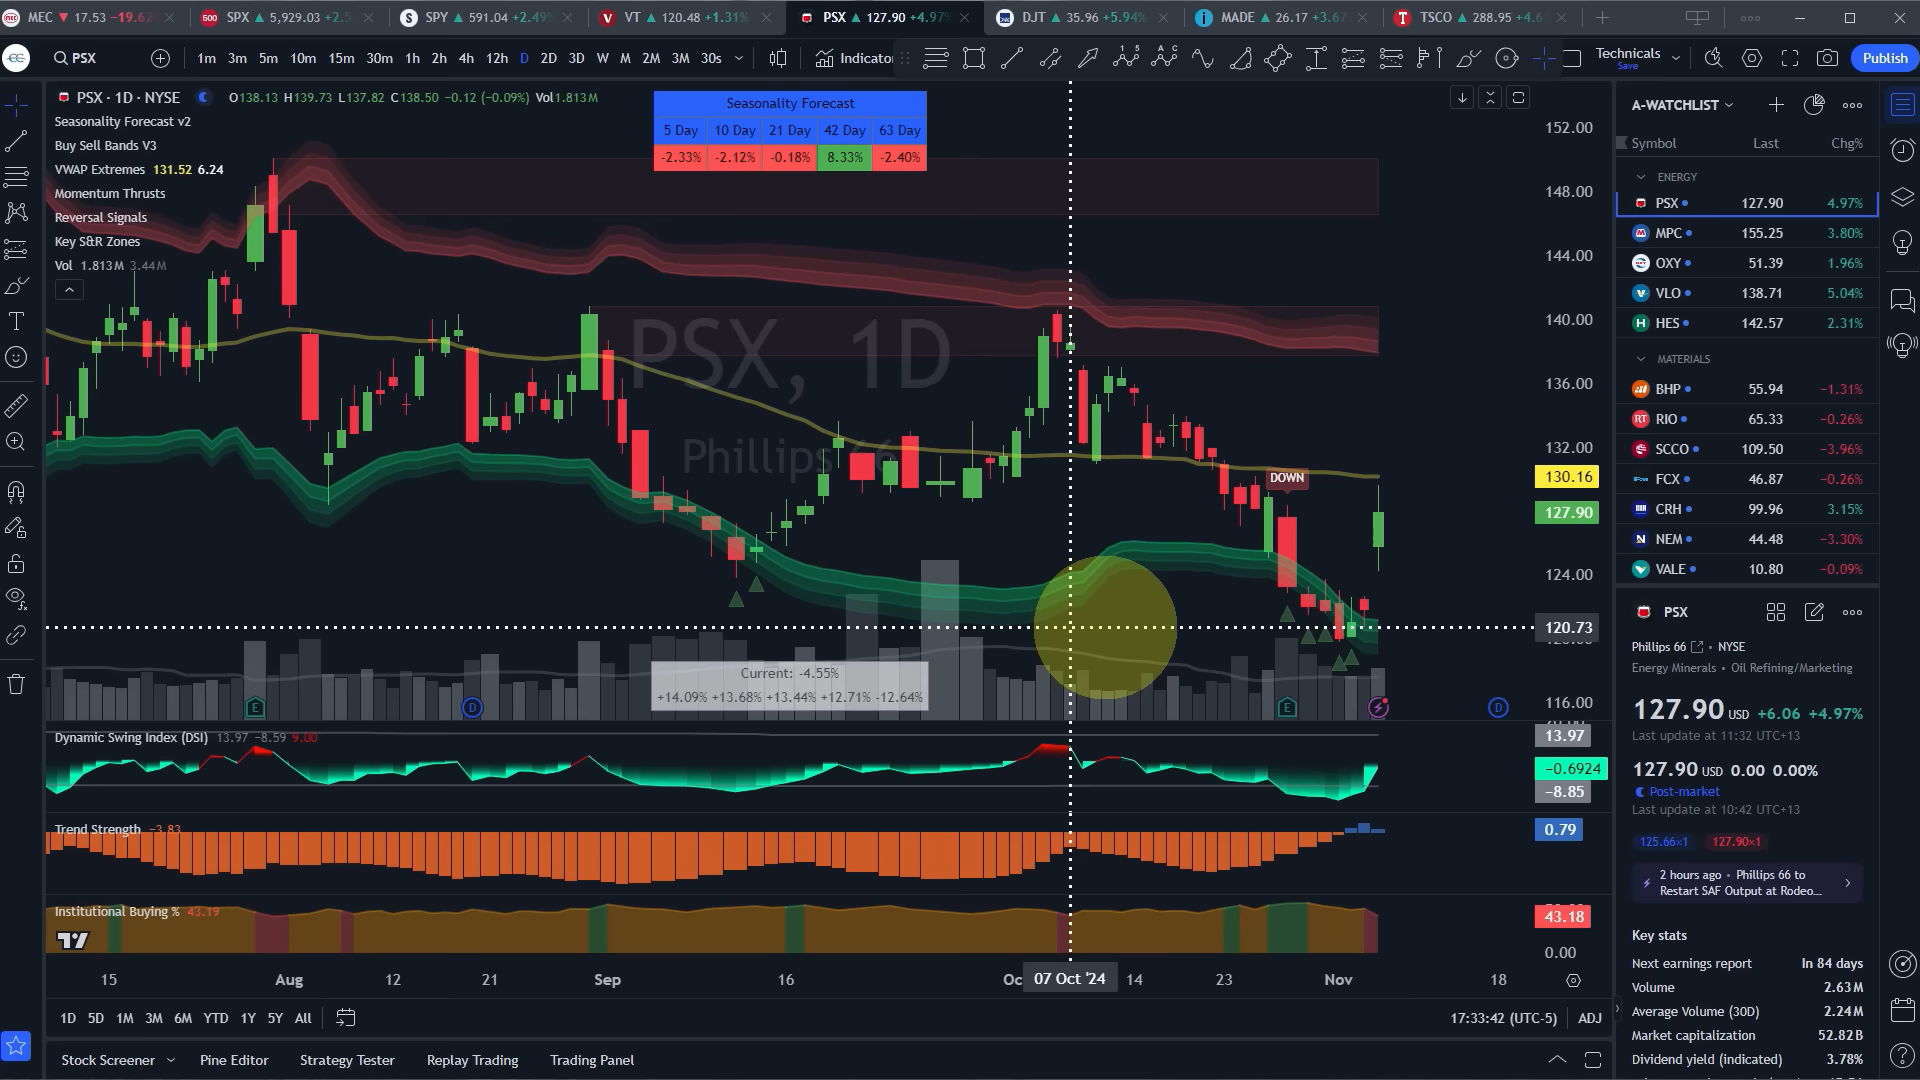 MEC ▼ 17.53 −19.62
SPX ▲ 5,929.03 +2.5
SPY ▲ 591.04 +2.49%
VT ▲ 120.48 +1.31%
PSX ▲ 127.90 +4.97%
DJT ▲ 35.96 +5.94%
MADE ▲ 26.17 +3.67
TSCO ▲ 288.95 +4.6
PSX
1m 3m 5m 10m 15m 30m 1h 2h 4h 12h D 2D 3D W M 2M 3M 30s
Indicator
Technicals
Save
Publish
PSX · 1D · NYSE
O138.13 H139.73 L137.82 C138.50 −0.12 (−0.09%) Vol1.813M
Seasonality Forecast v2
Buy Sell Bands V3
VWAP Extremes 131.52 6.24
Momentum Thrusts
Reversal Signals
Key S&R Zones
Vol 1.813M 3.44M
Seasonality Forecast
5 Day 10 Day 21 Day 42 Day 63 Day
-2.33% -2.12% -0.18% 8.33% -2.40%
PSX, 1D
Phillips 66
DOWN
152.00
148.00
144.00
140.00
136.00
132.00
130.16
127.90
124.00
120.73
116.00
Current: -4.55%
+14.09% +13.68% +13.44% +12.71% -12.64%
E
D
E
D
Dynamic Swing Index (DSI) 13.97 −8.59 9.00
13.97
−0.6924
−8.85
Trend Strength −3.83
0.79
Institutional Buying % 43.19
43.18
0.00
15 Aug 12 21 Sep 16 Oc 07 Oct '24 14 23 Nov 18
1D 5D 1M 3M 6M YTD 1Y 5Y All
17:33:42 (UTC-5) ADJ
Stock Screener Pine Editor Strategy Tester Replay Trading Trading Panel
A-WATCHLIST
Symbol Last Chg%
ENERGY
PSX 127.90 4.97%
MPC 155.25 3.80%
OXY 51.39 1.96%
VLO 138.71 5.04%
HES 142.57 2.31%
MATERIALS
BHP 55.94 −1.31%
RIO 65.33 −0.26%
SCCO 109.50 −3.96%
FCX 46.87 −0.26%
CRH 99.96 3.15%
NEM 44.48 −3.30%
VALE 10.80 −0.09%
PSX
Phillips 66 • NYSE
Energy Minerals • Oil Refining/Marketing
127.90 USD +6.06 +4.97%
Last update at 11:32 UTC+13
127.90 USD 0.00 0.00%
Post-market
Last update at 10:42 UTC+13
125.66×1 127.90×1
2 hours ago • Phillips 66 to
Restart SAF Output at Rodeo...
Key stats
Next earnings report In 84 days
Volume 2.63M
Average Volume (30D) 2.24M
Market capitalization 52.82B
Dividend yield (indicated) 3.78%